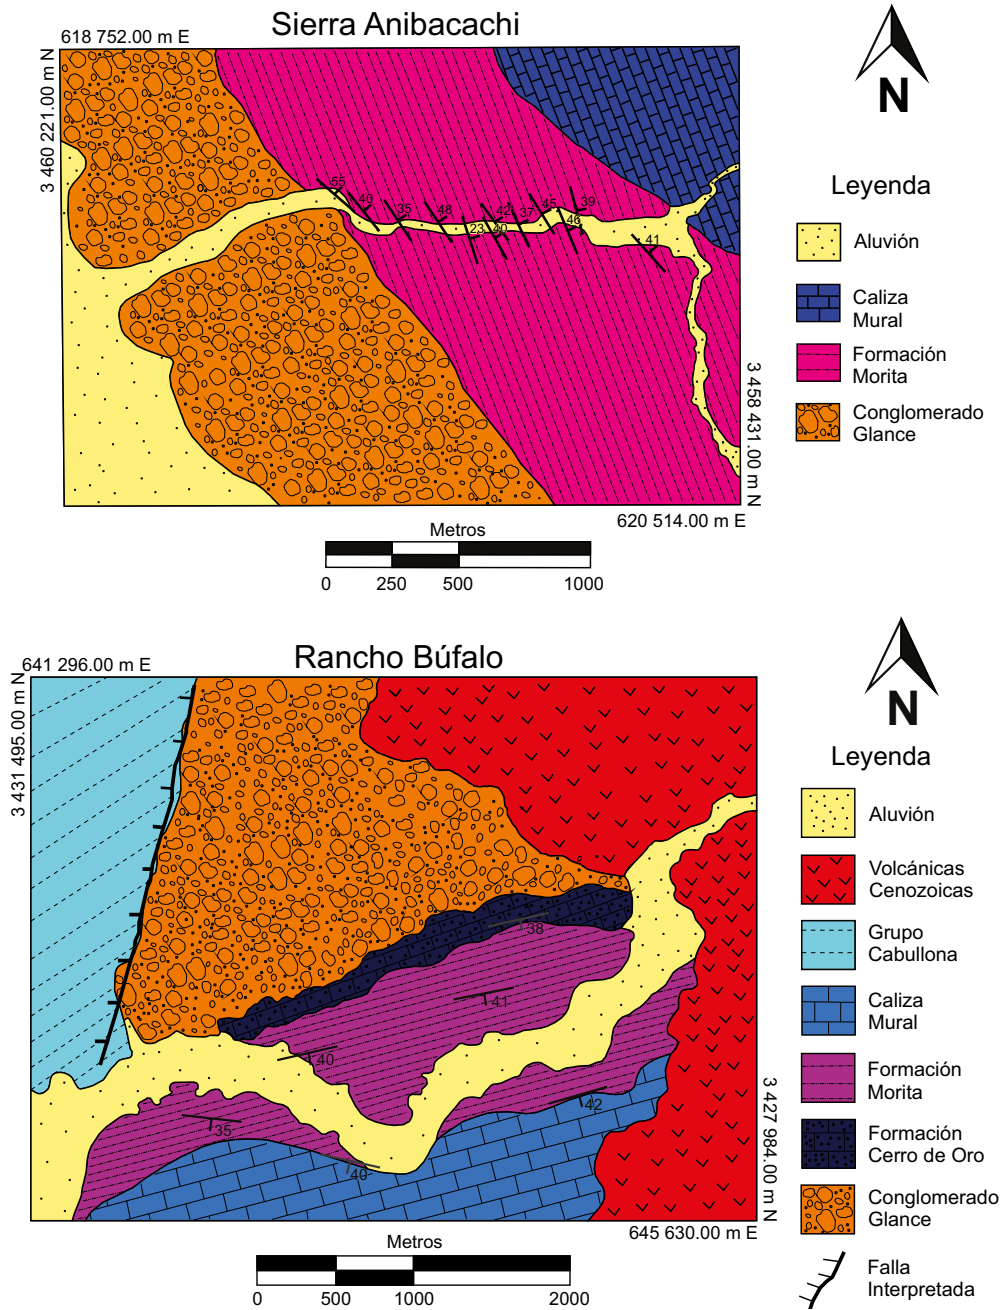 Sierra Anibacachi
618 752.00 m E
3 460 221.00 m N
N
55
40
35
48
23
42
40
37
45
46
39
41
Leyenda
Aluvión
Caliza
Mural
Formación
Morita
Conglomerado
Glance
3 458 431.00 m N
620 514.00 m E
Metros
0 250 500 1000
Rancho Búfalo
641 296.00 m E
3 431 495.00 m N
N
38
41
40
42
35
40
Leyenda
Aluvión
Volcánicas
Cenozoicas
Grupo
Cabullona
Caliza
Mural
Formación
Morita
Formación
Cerro de Oro
Conglomerado
Glance
Falla
Interpretada
3 427 984.00 m N
645 630.00 m E
Metros
0 500 1000 2000